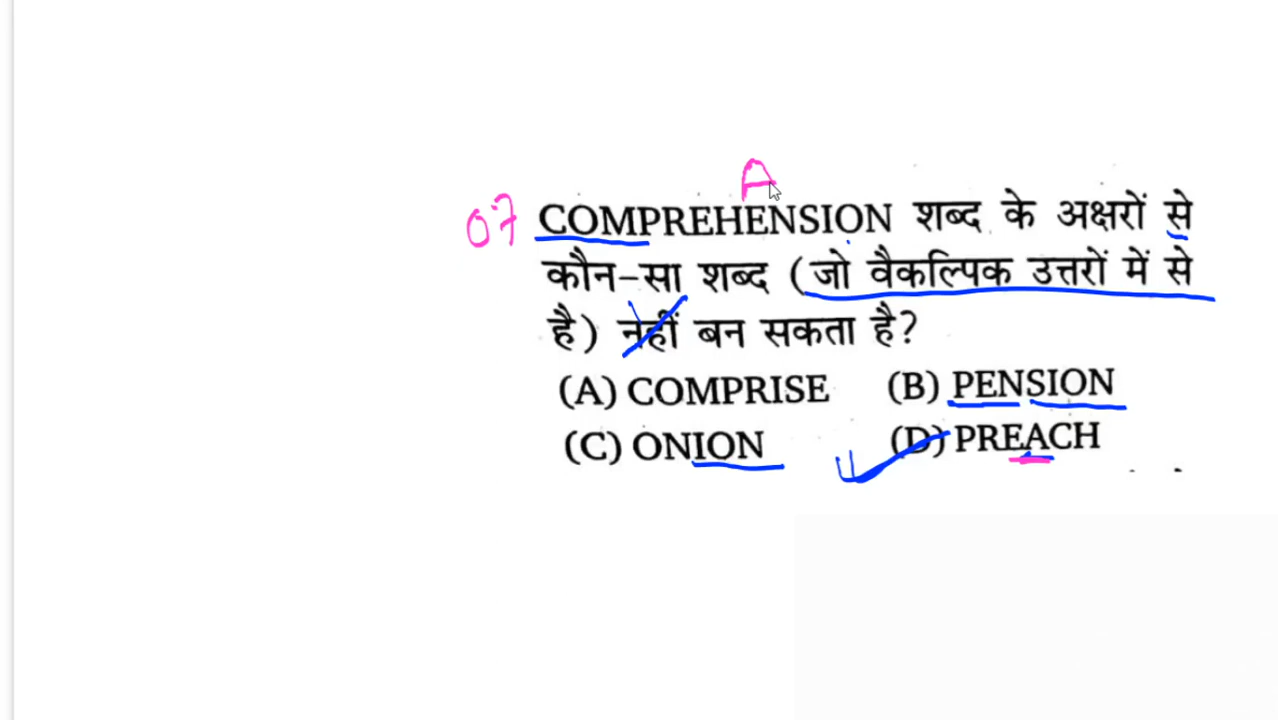 A
07 COMPREHENSION शब्द के अक्षरों से
कौन-सा शब्द (जो वैकल्पिक उत्तरों में से
है) नहीं बन सकता है?
(A) COMPRISE (B) PENSION
(C) ONION (D) PREACH